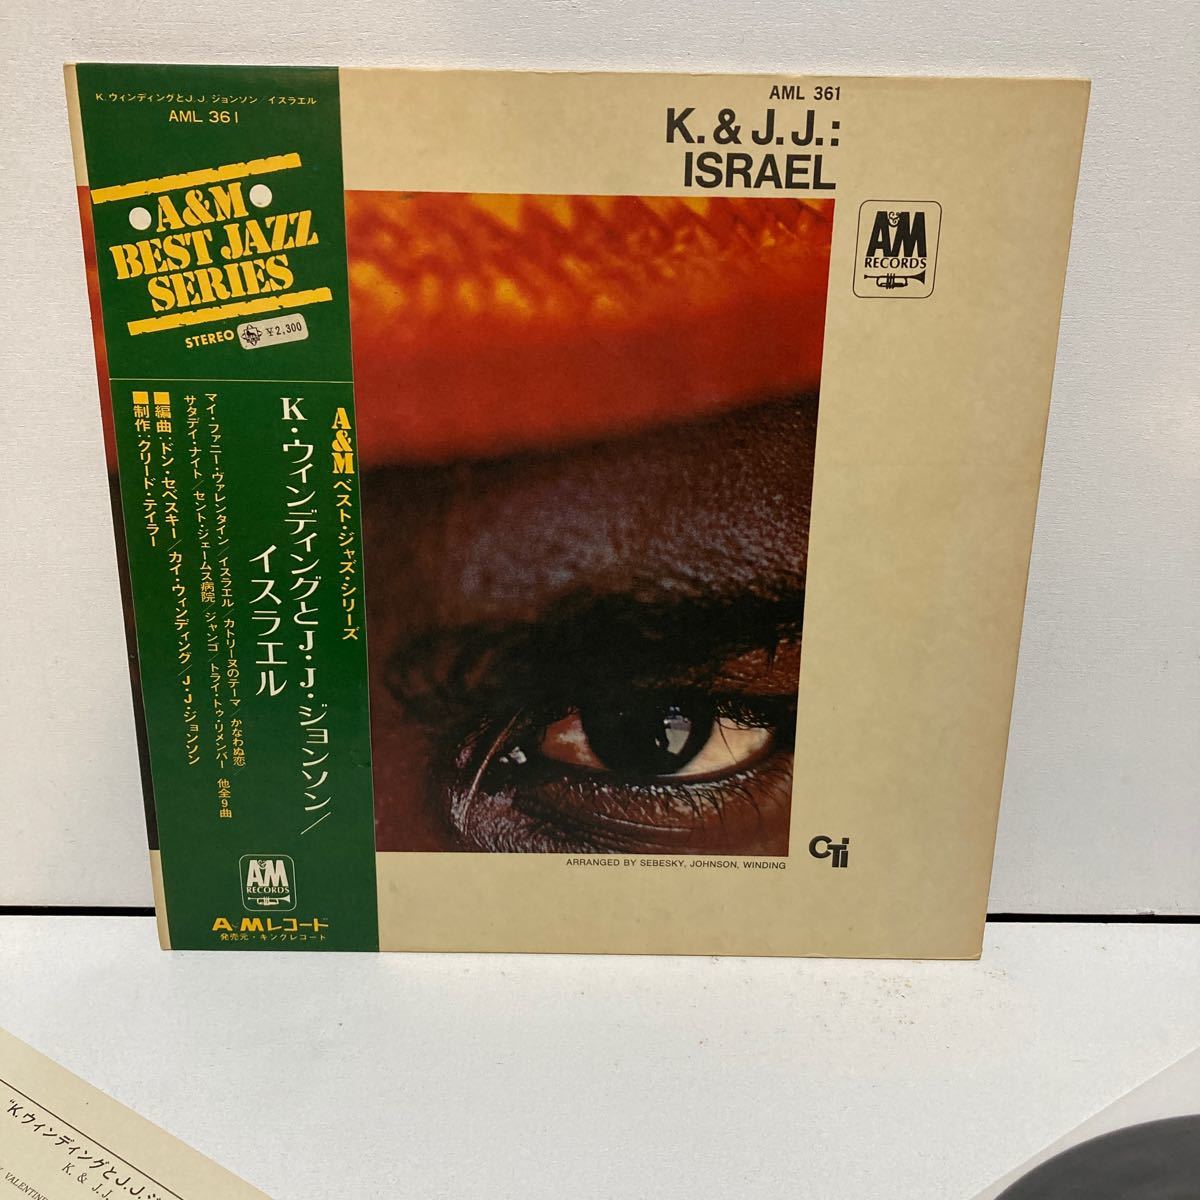 K.ウィンディングとJ.J.ジョンソン/イスラエル
AML 361
A&M
BEST JAZZ
SERIES
STEREO
¥2,300
A&Mベスト・ジャズ・シリーズ
K・ウィンディングとJ・J・ジョンソン/
イスラエル
マイ・ファニー・ヴァレンタイン/イスラエル/カトリーヌのテーマ/かなわぬ恋/
サタデイ・ナイト/セント・ジェームス病院/ジャンゴ/トライ・トゥ・リメンバー 他全9曲
■編曲:ドン・セベスキー/カイ・ウィンディング/J・J・ジョンソン
■制作:クリード・テイラー
A&M
RECORDS
A&Mレコード
発売元・キングレコード
AML 361
K. & J. J.:
ISRAEL
A&M
RECORDS
ARRANGED BY SEBESKY, JOHNSON, WINDING
CTi
"K.ウィンディングとJ.J.
K. & J.J.
VALENTINE